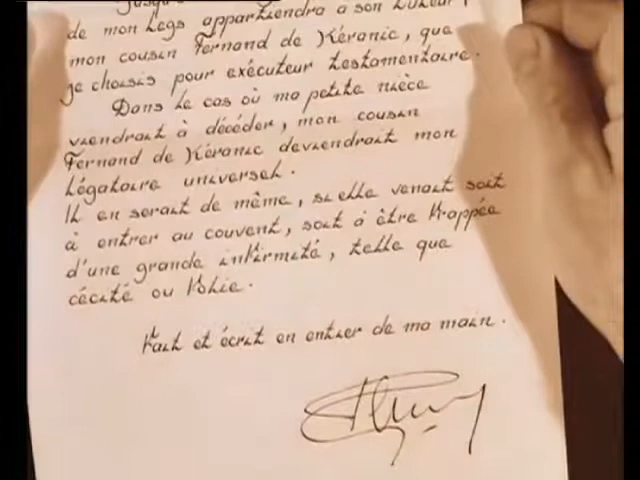 de mon legs appartiendra à son tuteur,
mon cousin Fernand de Kéranic, que
je choisis pour exécuteur testamentaire.
Dans le cas où ma petite nièce
viendrait à décéder, mon cousin
Fernand de Kéranic deviendrait mon
légataire universel.
Il en serait de même, si elle venait soit
à entrer au couvent, soit à être frappée
d'une grande infirmité, telle que
cécité ou folie.
Fait et écrit en entier de ma main.